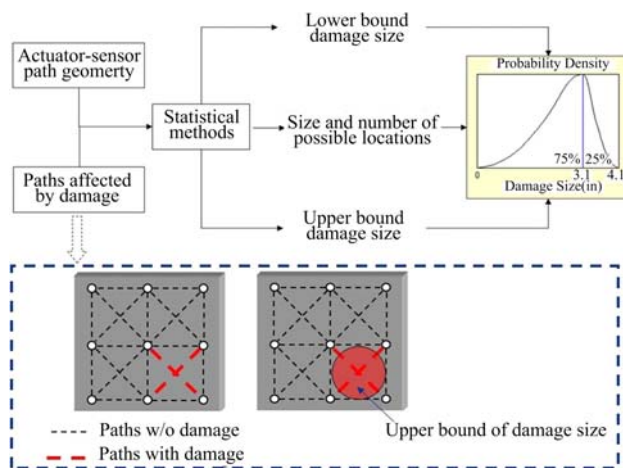 Lower bound
damage size
Actuator-sensor
path geomerty
Probability Density
Statistical
methods
Size and number of
possible locations
75% 25%
0 3.1 4.1
Damage Size(in)
Paths affected
by damage
Upper bound
damage size
Paths w/o damage
Upper bound of damage size
Paths with damage